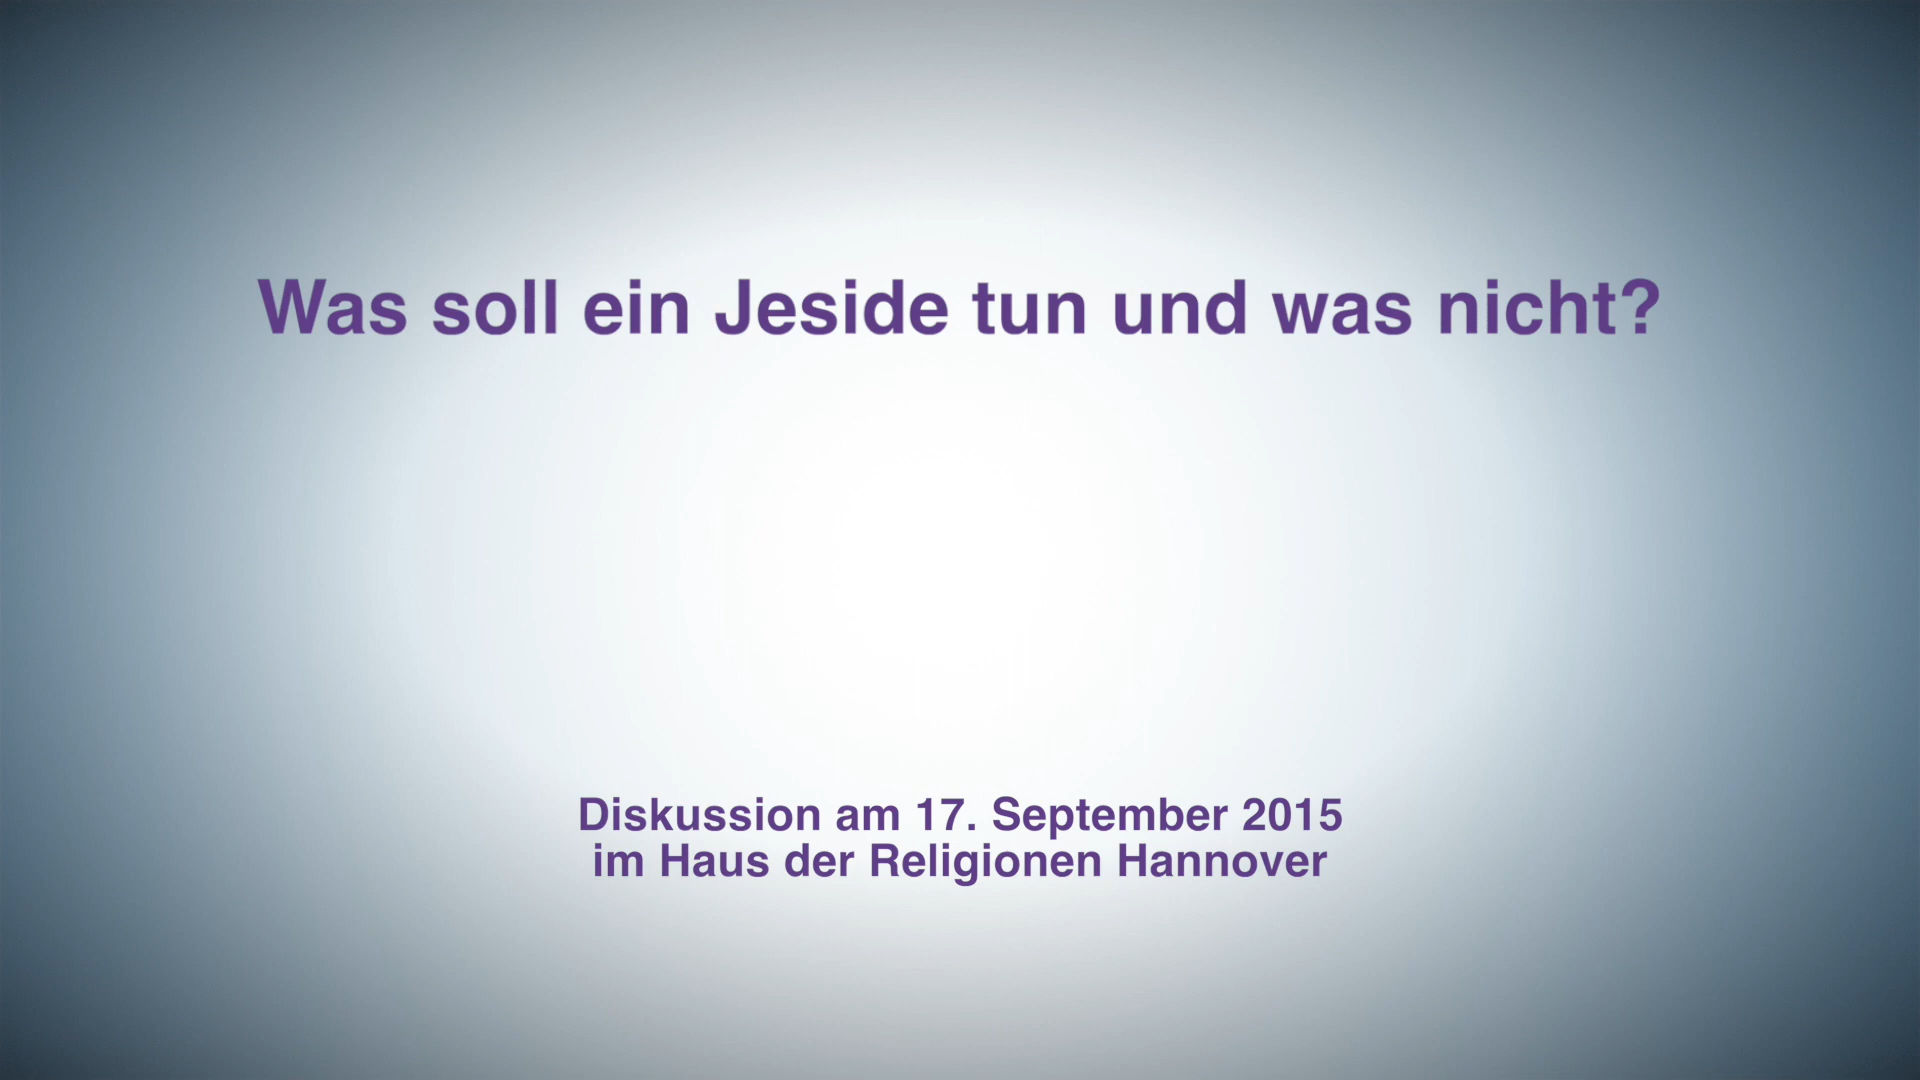 Was soll ein Jeside tun und was nicht?
Diskussion am 17. September 2015
im Haus der Religionen Hannover